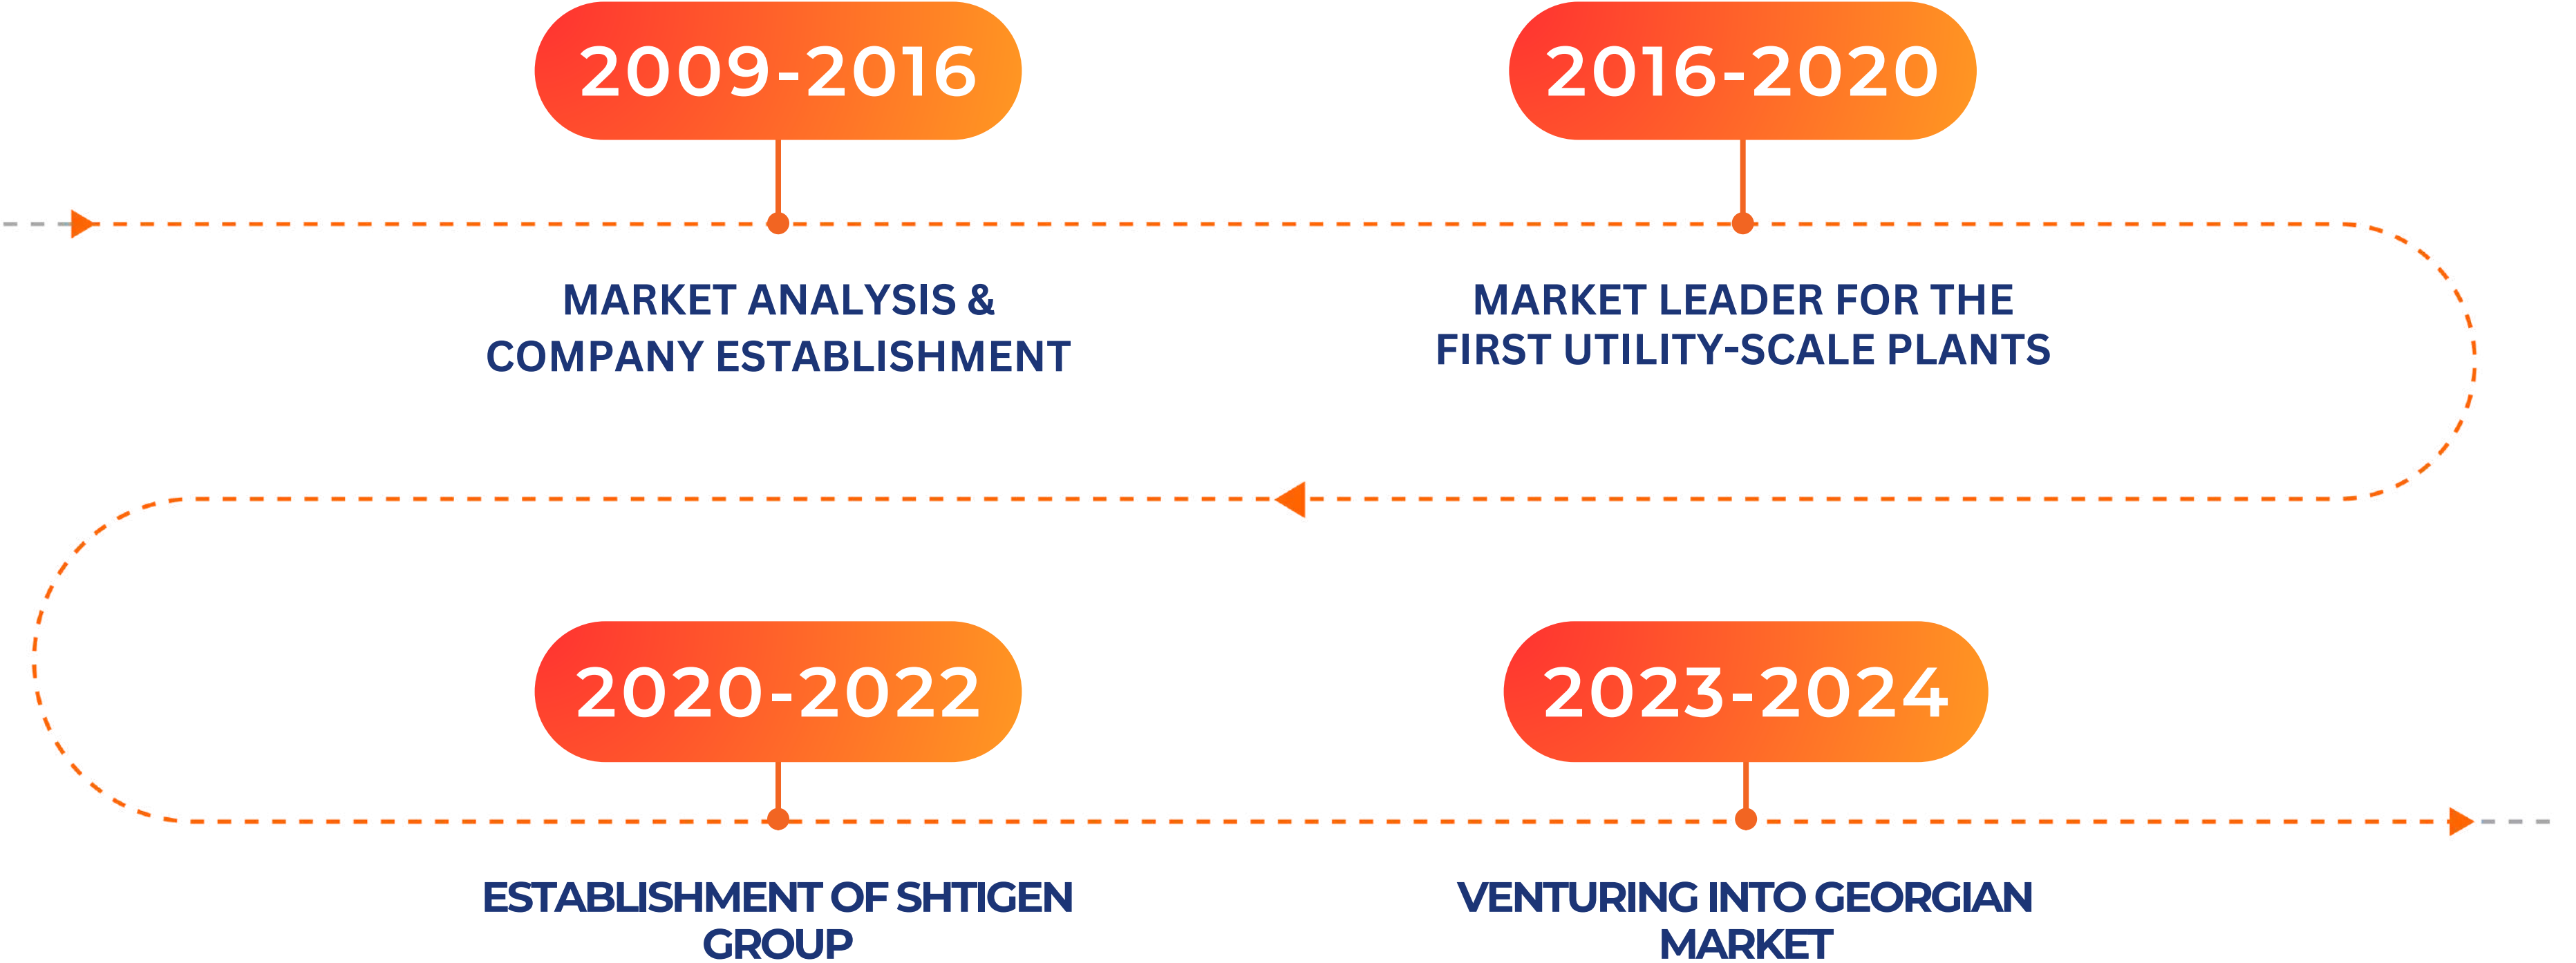 2009-2016
MARKET ANALYSIS &
COMPANY ESTABLISHMENT
2016-2020
MARKET LEADER FOR THE
FIRST UTILITY-SCALE PLANTS
2020-2022
ESTABLISHMENT OF SHTIGEN
GROUP
2023-2024
VENTURING INTO GEORGIAN
MARKET